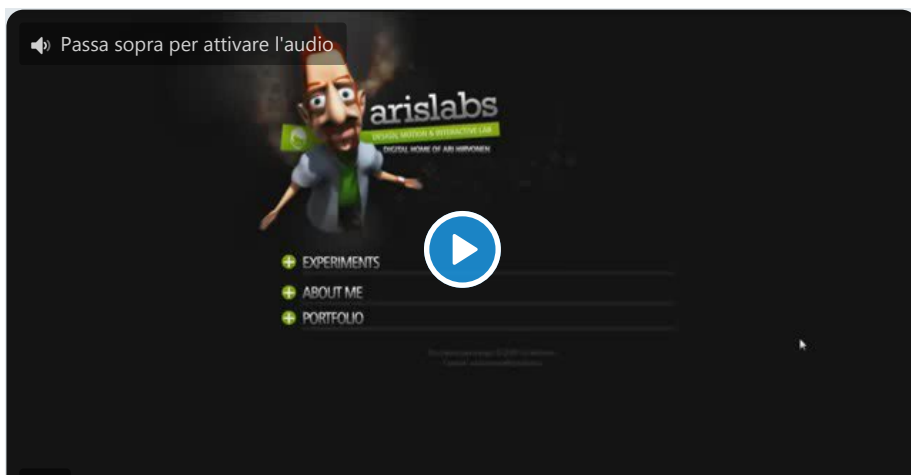 Passa sopra per attivare l'audio
arislabs
DESIGN, MOTION & INTERACTIVE LAB
DIGITAL HOME OF ARI HIRVONEN
EXPERIMENTS
ABOUT ME
PORTFOLIO